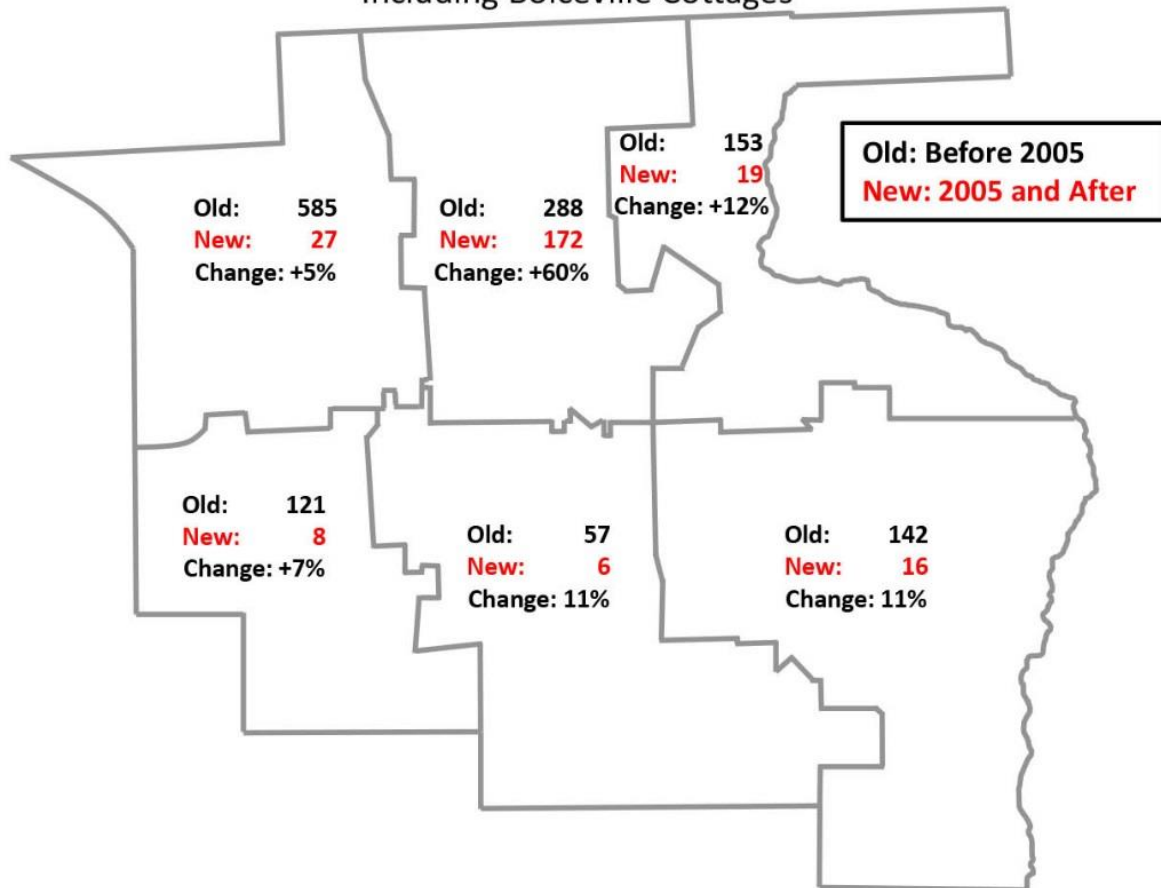 Including Boiceville Cottages
Old: 153
New: 19
Change: +12%
Old: Before 2005
New: 2005 and After
Old: 585
New: 27
Change: +5%
Old: 288
New: 172
Change: +60%
Old: 121
New: 8
Change: +7%
Old: 57
New: 6
Change: 11%
Old: 142
New: 16
Change: 11%